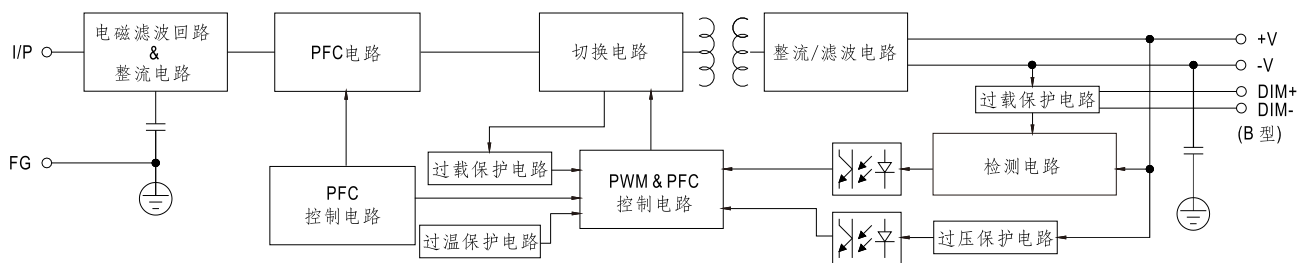 I/P
电磁滤波回路
&
整流电路
PFC电路
切换电路
整流/滤波电路
+V
-V
DIM+
DIM-
(B型)
过载保护电路
FG
过载保护电路
PFC
控制电路
过温保护电路
PWM & PFC
控制电路
检测电路
过压保护电路